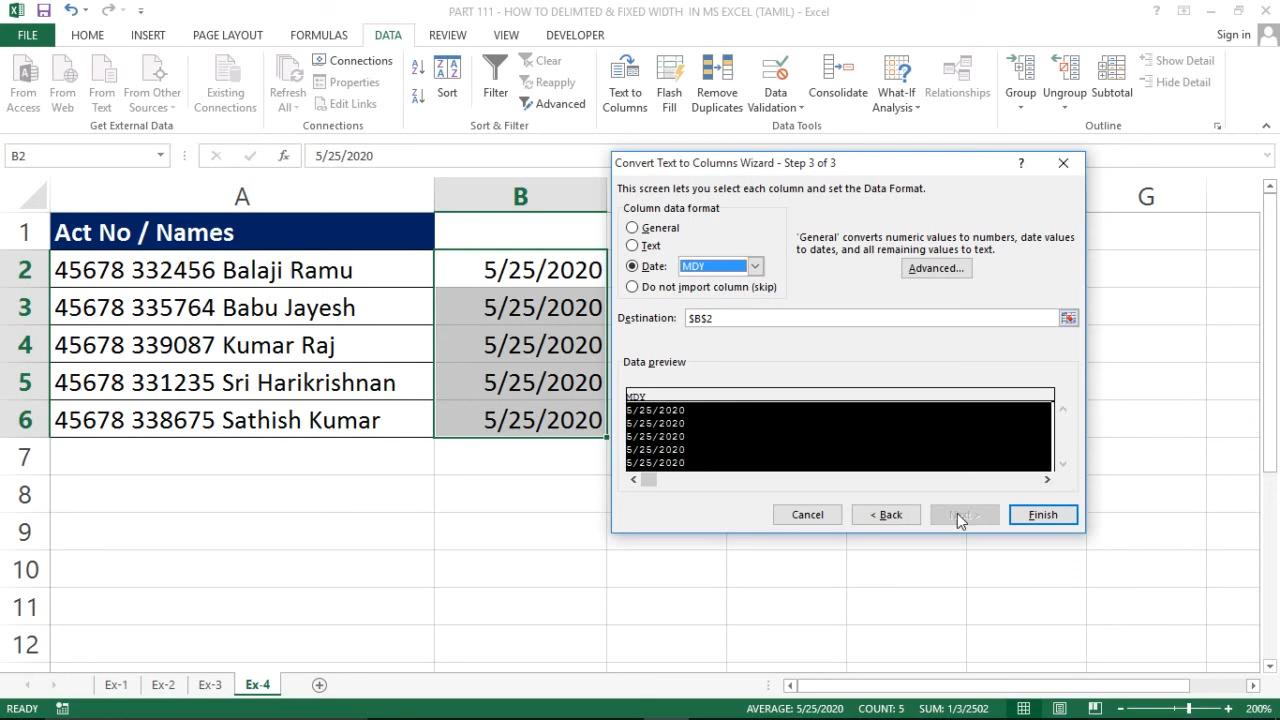 PART 111 - HOW TO DELIMTED & FIXED WIDTH IN MS EXCEL (TAMIL) - Excel
FILE HOME INSERT PAGE LAYOUT FORMULAS DATA REVIEW VIEW DEVELOPER Sign in
From Access
From Web
From Text
From Other Sources
Get External Data
Existing Connections
Refresh All
Connections
Properties
Edit Links
Connections
Sort
Filter
Clear
Reapply
Advanced
Sort & Filter
Text to Columns
Flash Fill
Remove Duplicates
Data Validation
Consolidate
What-If Analysis
Relationships
Data Tools
Group
Ungroup
Subtotal
Show Detail
Hide Detail
Outline
B2 fx 5/25/2020
A B G
1 Act No / Names
2 45678 332456 Balaji Ramu 5/25/2020
3 45678 335764 Babu Jayesh 5/25/2020
4 45678 339087 Kumar Raj 5/25/2020
5 45678 331235 Sri Harikrishnan 5/25/2020
6 45678 338675 Sathish Kumar 5/25/2020
7
8
9
10
11
12
Convert Text to Columns Wizard - Step 3 of 3 ?
This screen lets you select each column and set the Data Format.
Column data format
General
Text
Date: MDY
Do not import column (skip)
'General' converts numeric values to numbers, date values
to dates, and all remaining values to text.
Advanced...
Destination: $B$2
Data preview
MDY
5/25/2020
5/25/2020
5/25/2020
5/25/2020
5/25/2020
Cancel < Back Next > Finish
Ex-1 Ex-2 Ex-3 Ex-4
READY AVERAGE: 5/25/2020 COUNT: 5 SUM: 1/3/2502 200%